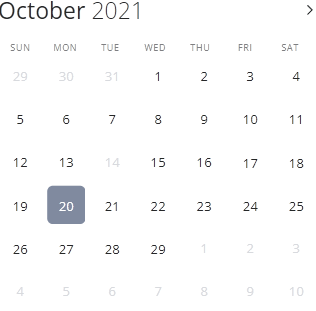 October 2021
SUN MON TUE WED THU FRI SAT
29 30 31 1 2 3 4
5 6 7 8 9 10 11
12 13 14 15 16 17 18
19 20 21 22 23 24 25
26 27 28 29 1 2 3
4 5 6 7 8 9 10